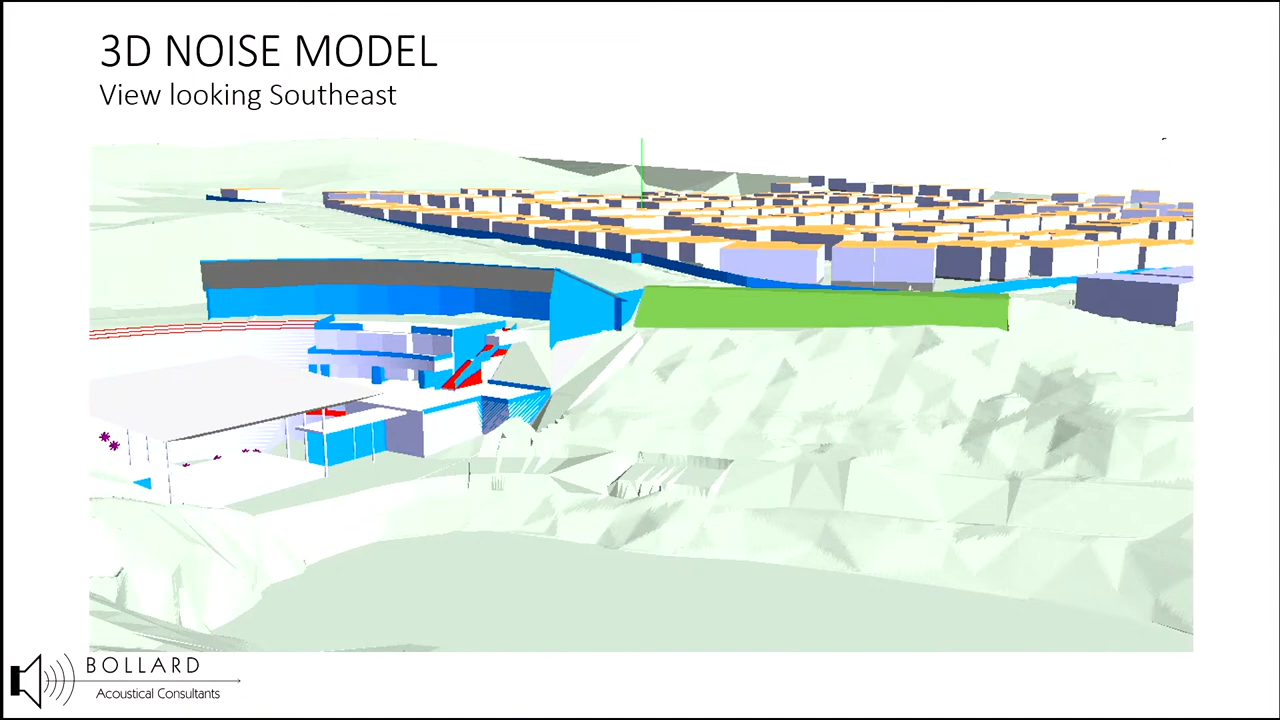 3D NOISE MODEL
View looking Southeast
BOLLARD
Acoustical Consultants